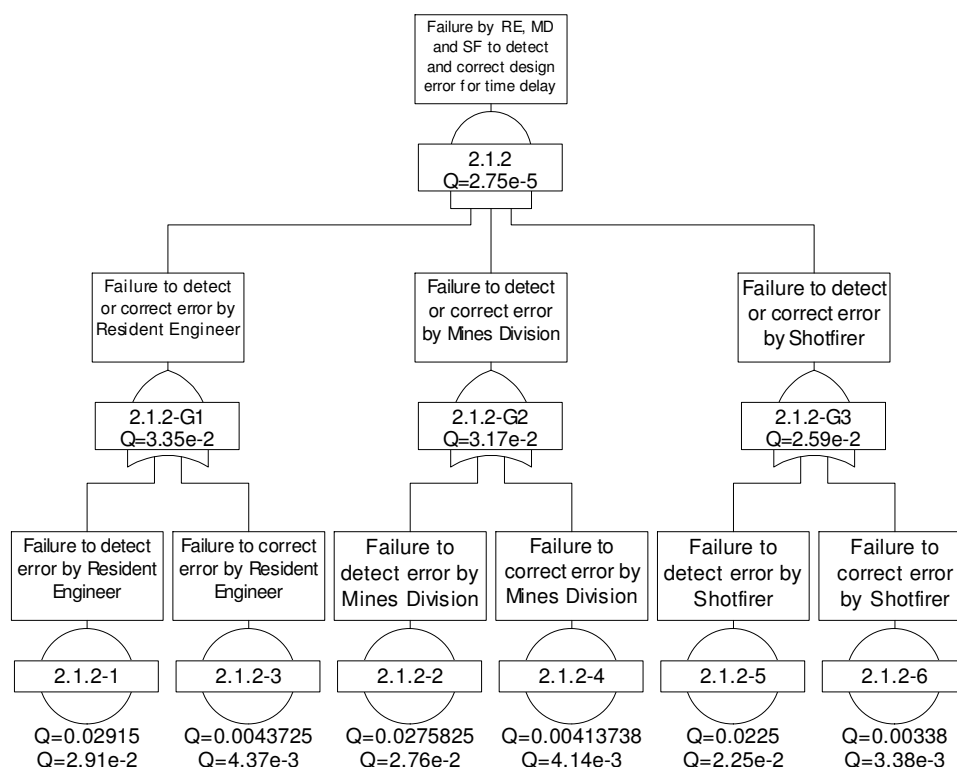 Failure by RE, MD
and SF to detect
and correct design
error for time delay
2.1.2
Q=2.75e-5
Failure to detect
or correct error by
Resident Engineer
Failure to detect
or correct error
by Mines Division
Failure to detect
or correct error
by Shotfirer
2.1.2-G1
Q=3.35e-2
2.1.2-G2
Q=3.17e-2
2.1.2-G3
Q=2.59e-2
Failure to detect
error by Resident
Engineer
Failure to correct
error by Resident
Engineer
Failure to
detect error by
Mines Division
Failure to
correct error by
Mines Division
Failure to
detect error by
Shotfirer
Failure to
correct error
by Shotfirer
2.1.2-1
2.1.2-3
2.1.2-2
2.1.2-4
2.1.2-5
2.1.2-6
Q=0.02915
Q=2.91e-2
Q=0.0043725
Q=4.37e-3
Q=0.0275825
Q=2.76e-2
Q=0.00413738
Q=4.14e-3
Q=0.0225
Q=2.25e-2
Q=0.00338
Q=3.38e-3